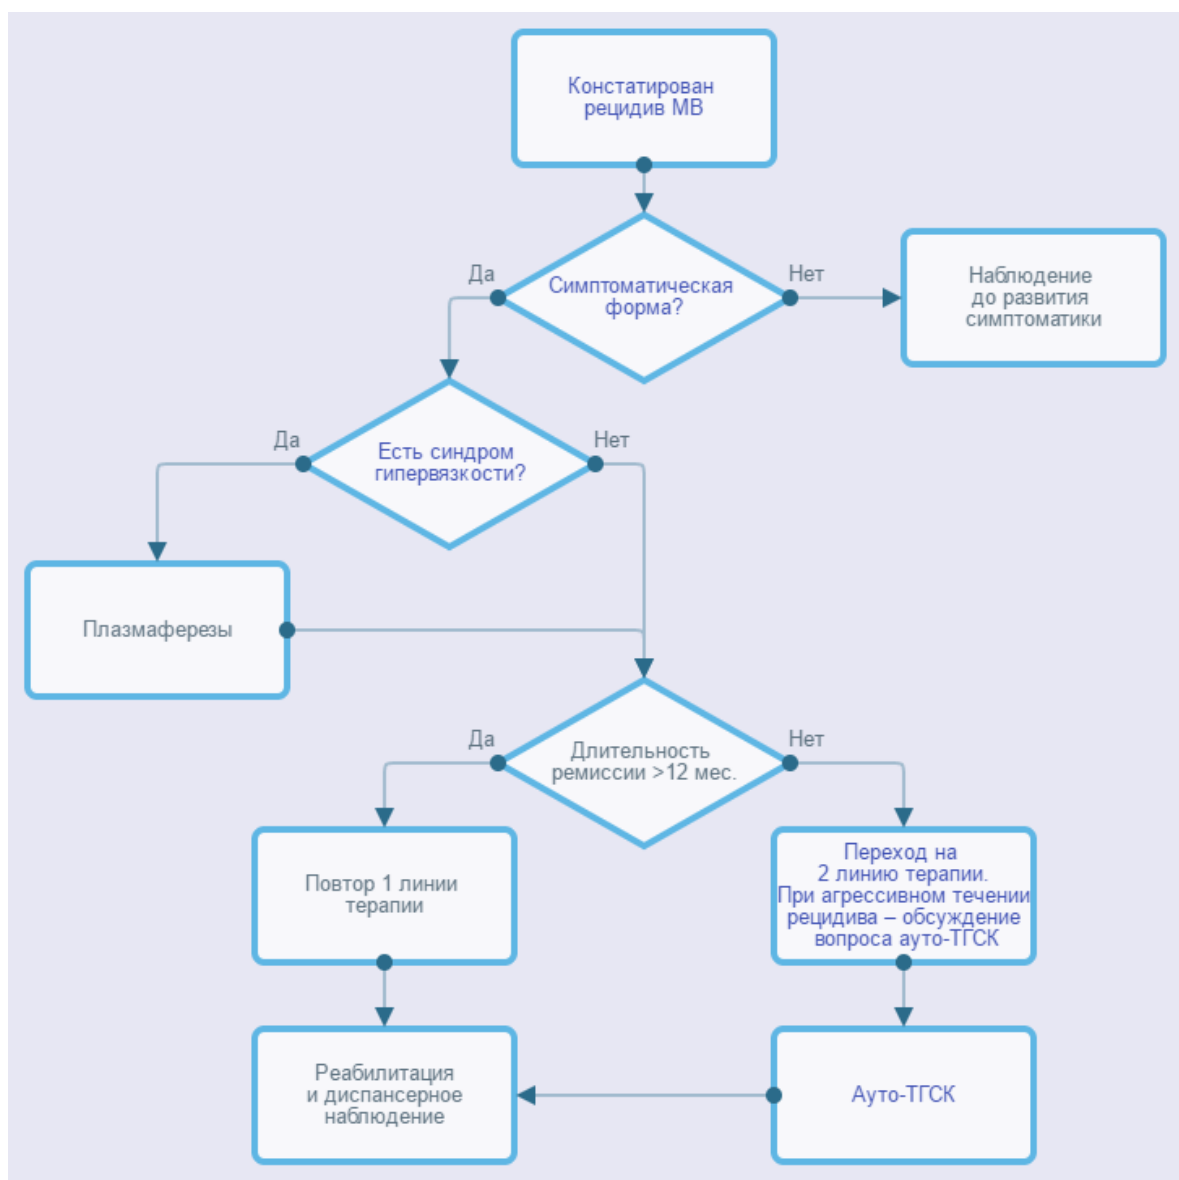 Констатирован
рецидив МВ
Да
Симптоматическая
форма?
Нет
Наблюдение
до развития
симптоматики
Да
Есть синдром
гипервязкости?
Нет
Плазмаферезы
Да
Длительность
ремиссии >12 мес.
Нет
Повтор 1 линии
терапии
Переход на
2 линию терапии.
При агрессивном течении
рецидива – обсуждение
вопроса ауто-ТГСК
Реабилитация
и диспансерное
наблюдение
Ауто-ТГСК